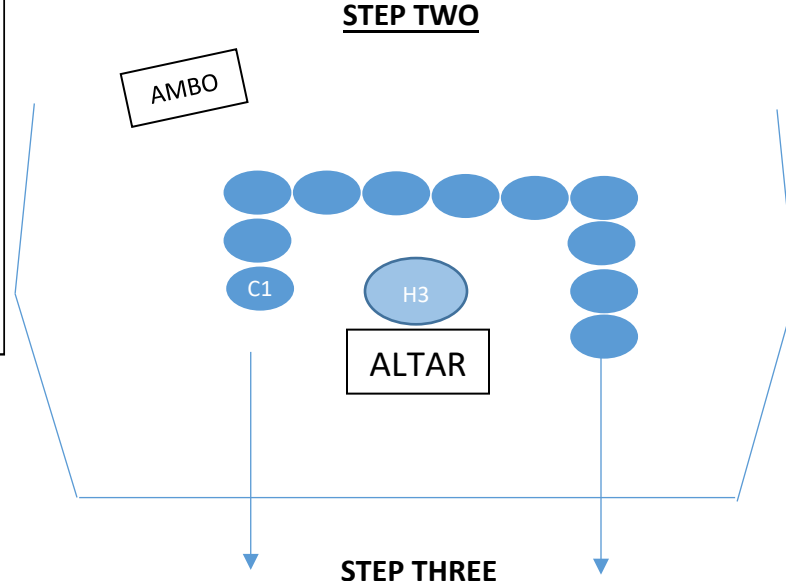 STEP TWO
AMBO
C1
H3
ALTAR
STEP THREE